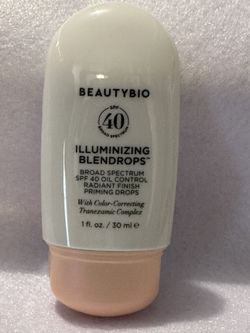 BEAUTYBIO
SPF
40
BROAD SPECTRUM
ILLUMINIZING
BLENDROPS™
BROAD SPECTRUM
SPF 40 OIL CONTROL
RADIANT FINISH
PRIMING DROPS
With Color-Correcting
Tranexamic Complex
1 fl. oz. / 30 ml ℮